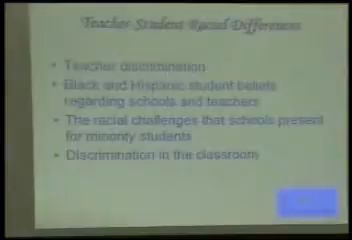 Teacher-Student Racial Differences
• Teacher discrimination
• Black and Hispanic student beliefs
regarding schools and teachers
• The racial challenges that schools present
for minority students
• Discrimination in the classroom